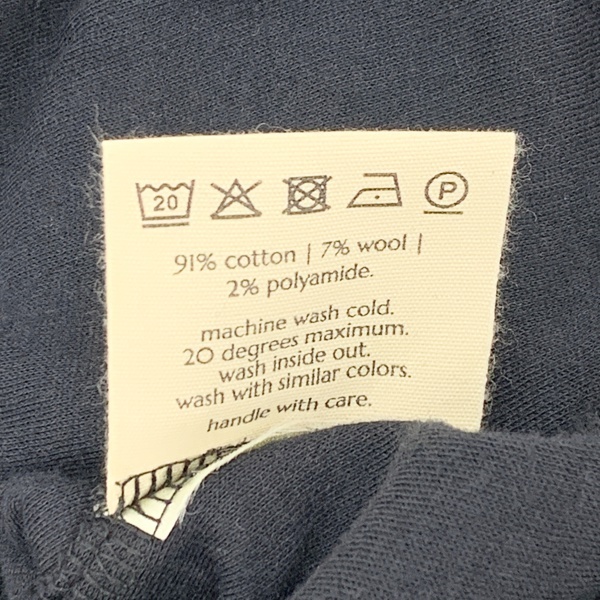 20 P
91% cotton | 7% wool |
2% polyamide.
machine wash cold.
20 degrees maximum.
wash inside out.
wash with similar colors.
handle with care.